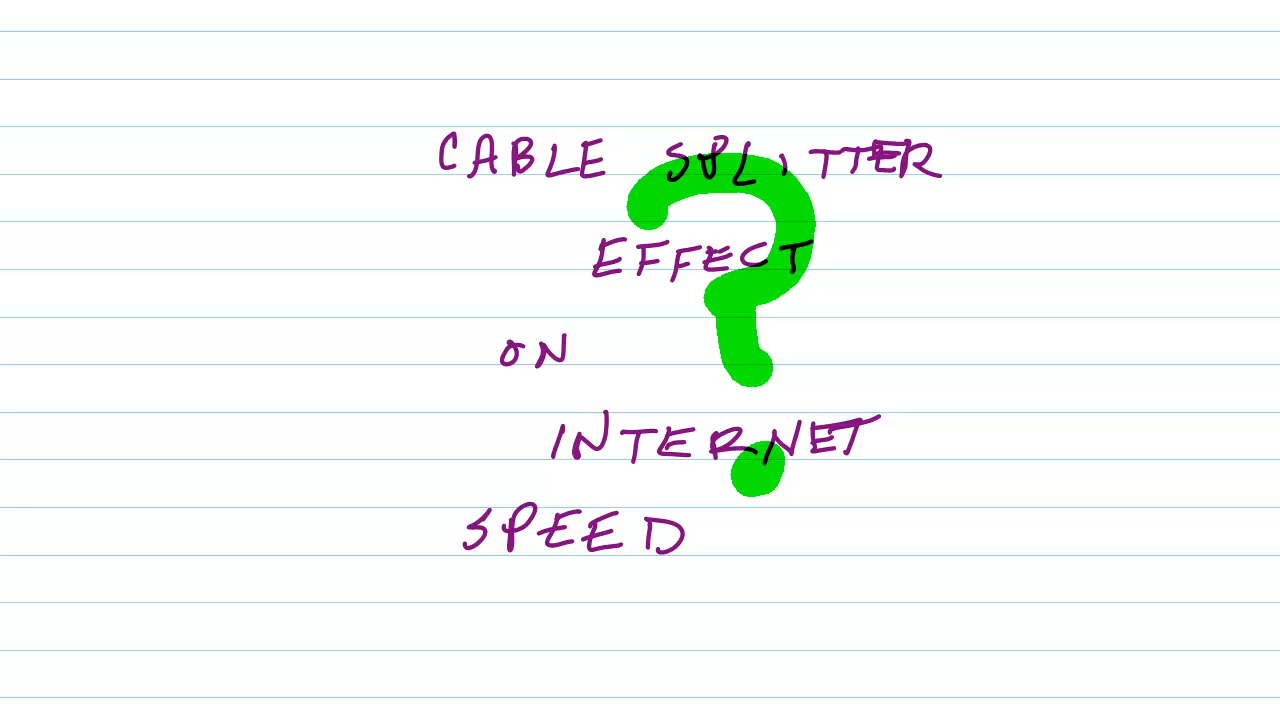 CABLE SPLITTER
EFFECT
ON
INTERNET
SPEED
?